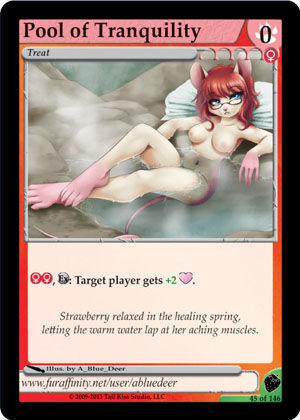 Pool of Tranquility
0
Treat
Ex: Target player gets +2
Strawberry relaxed in the healing spring,
letting the warm water lap at her aching muscles.
Illus. by A_Blue_Deer
www.furaffinity.net/user/abluedeer
© 2009-2013 Tail Kiss Studio, LLC
45 of 146